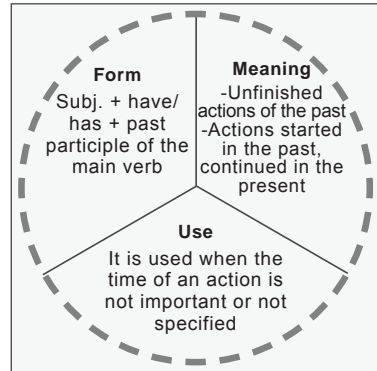 Form
Subj. + have/
has + past
participle of the
main verb
Meaning
-Unfinished
actions of the past
-Actions started
in the past,
continued in the
present
Use
It is used when the
time of an action is
not important or not
specified